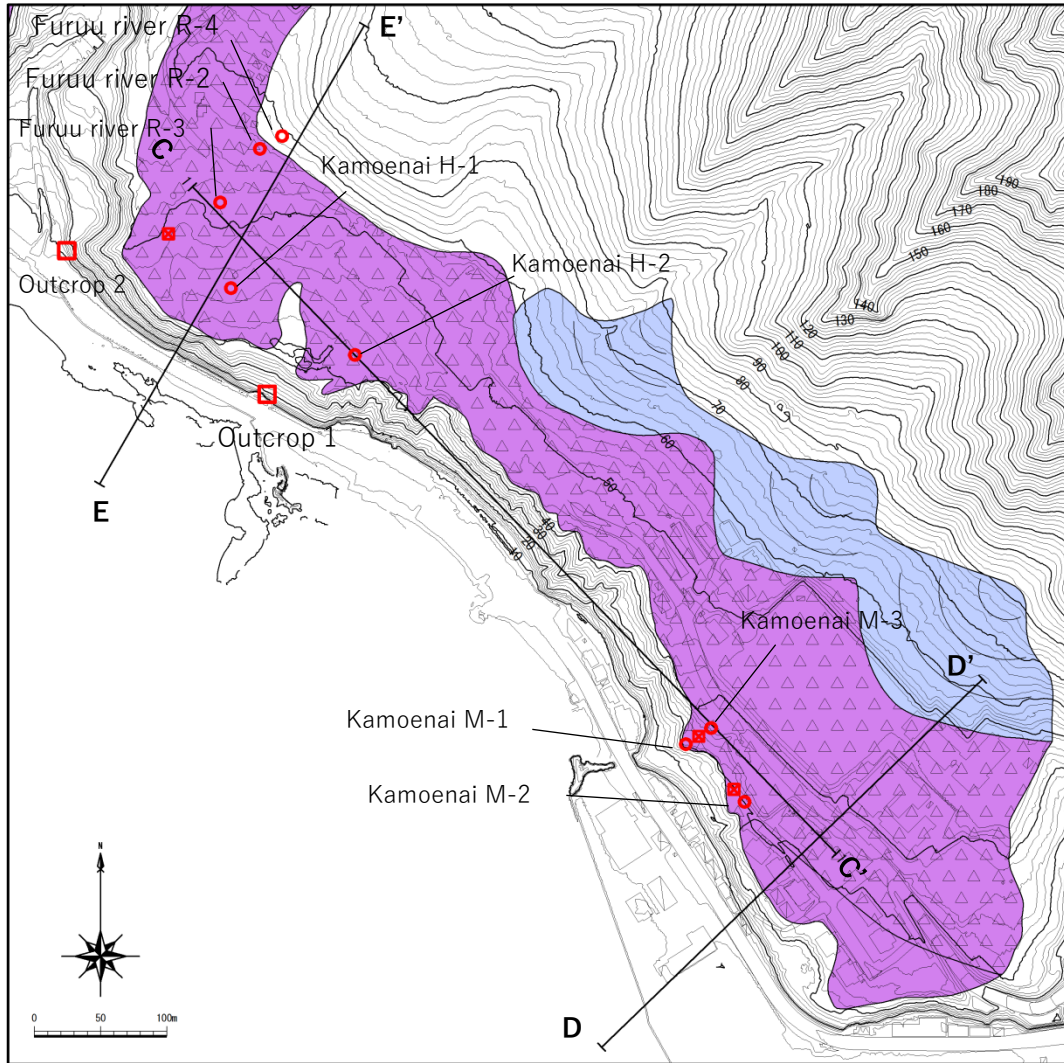 Furuu river R-4
E'
Furuu river R-2
Furuu river R-3
C
Kamoenai H-1
190
180
170
160
150
140
130
120
110
100
90
80
Kamoenai H-2
Outcrop 2
70
60
Outcrop 1
50
E
40
30
20
10
Kamoenai M-3
D'
Kamoenai M-1
Kamoenai M-2
C'
N
0 50 100m
D